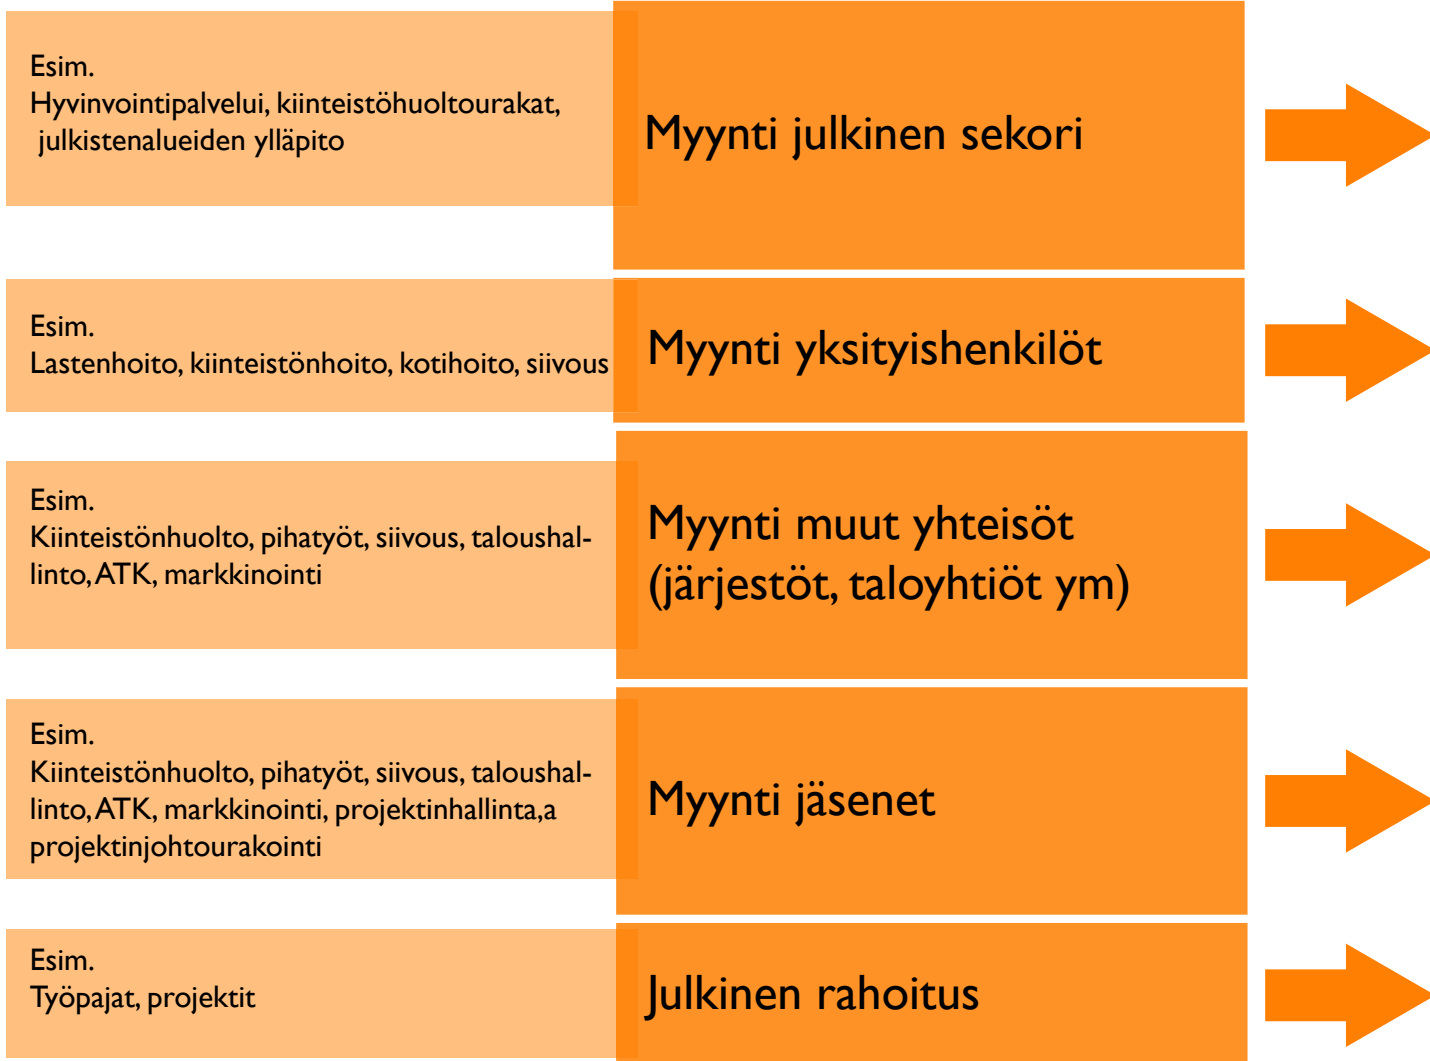 Esim.
Hyvinvointipalvelui, kiinteistöhuoltourakat,
julkistenalueiden ylläpito
Myynti julkinen sekori
Esim.
Lastenhoito, kiinteistönhoito, kotihoito, siivous
Myynti yksityishenkilöt
Esim.
Kiinteistönhuolto, pihatyöt, siivous, taloushal-
linto, ATK, markkinointi
Myynti muut yhteisöt
(järjestöt, taloyhtiöt ym)
Esim.
Kiinteistönhuolto, pihatyöt, siivous, taloushal-
linto, ATK, markkinointi, projektinhallinta,a
projektinjohtourakointi
Myynti jäsenet
Esim.
Työpajat, projektit
Julkinen rahoitus